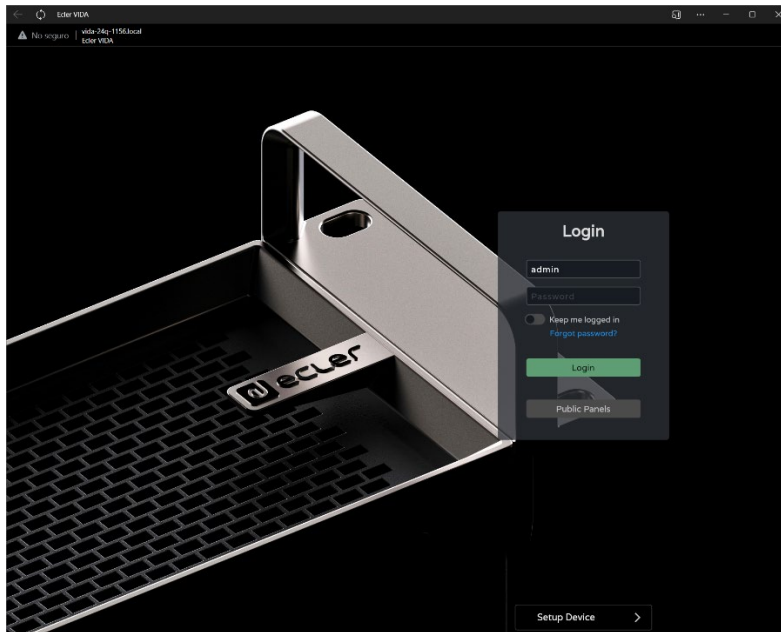 Ecler VIDA
No seguro
vida-24q-1156.local
Ecler VIDA
ecler
Login
admin
Password
Keep me logged in
Forgot password?
Login
Public Panels
Setup Device